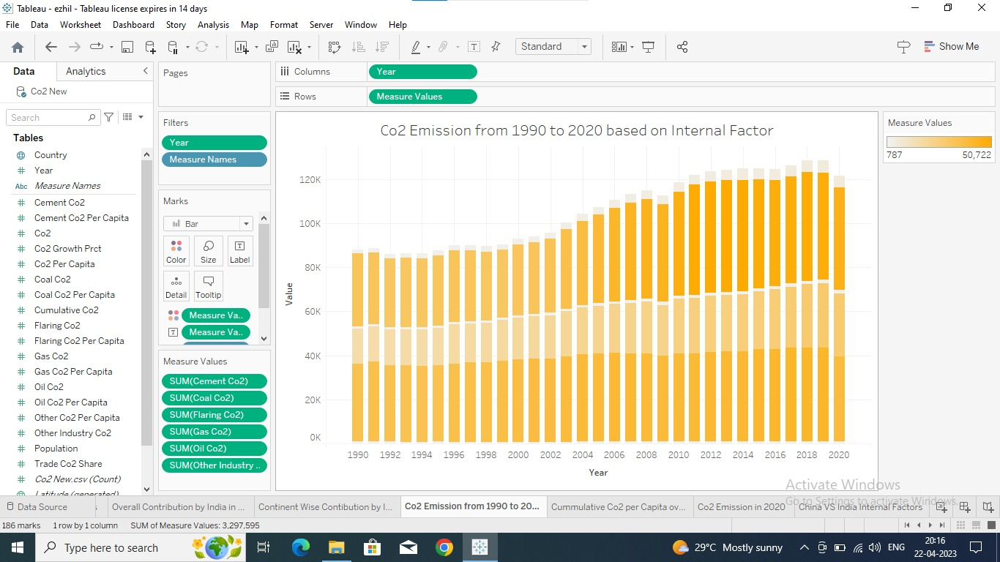 Tableau - ezhil - Tableau license expires in 14 days
File Data Worksheet Dashboard Story Analysis Map Format Server Window Help
Standard
Show Me
Data Analytics
Co2 New
Search
Tables
Country
Year
Abc Measure Names
Cement Co2
Cement Co2 Per Capita
Co2
Co2 Growth Prct
Co2 Per Capita
Coal Co2
Coal Co2 Per Capita
Cumulative Co2
Flaring Co2
Flaring Co2 Per Capita
Gas Co2
Gas Co2 Per Capita
Oil Co2
Oil Co2 Per Capita
Other Co2 Per Capita
Other Industry Co2
Population
Trade Co2 Share
Co2 New.csv (Count)
Latitude (generated)
Pages
Filters
Year
Measure Names
Marks
Bar
Color Size Label
Detail Tooltip
Measure Va..
Measure Va..
Measure Values
SUM(Cement Co2)
SUM(Coal Co2)
SUM(Flaring Co2)
SUM(Gas Co2)
SUM(Oil Co2)
SUM(Other Industry ..
Columns Year
Rows Measure Values
Co2 Emission from 1990 to 2020 based on Internal Factor
120K
100K
80K
60K
40K
20K
0K
Value
1990 1992 1994 1996 1998 2000 2002 2004 2006 2008 2010 2012 2014 2016 2018 2020
Year
Measure Values
787 50,722
Activate Windows
Go to Settings to activate Windows.
Data Source Overall Contribution by India in ... Continent Wise Contibution by I... Co2 Emission from 1990 to 20... Cummulative Co2 per Capita ov... Co2 Emission in 2020 China VS India Internal Factors
186 marks 1 row by 1 column SUM of Measure Values: 3,297,595
Type here to search
29°C Mostly sunny
ENG
20:16
22-04-2023